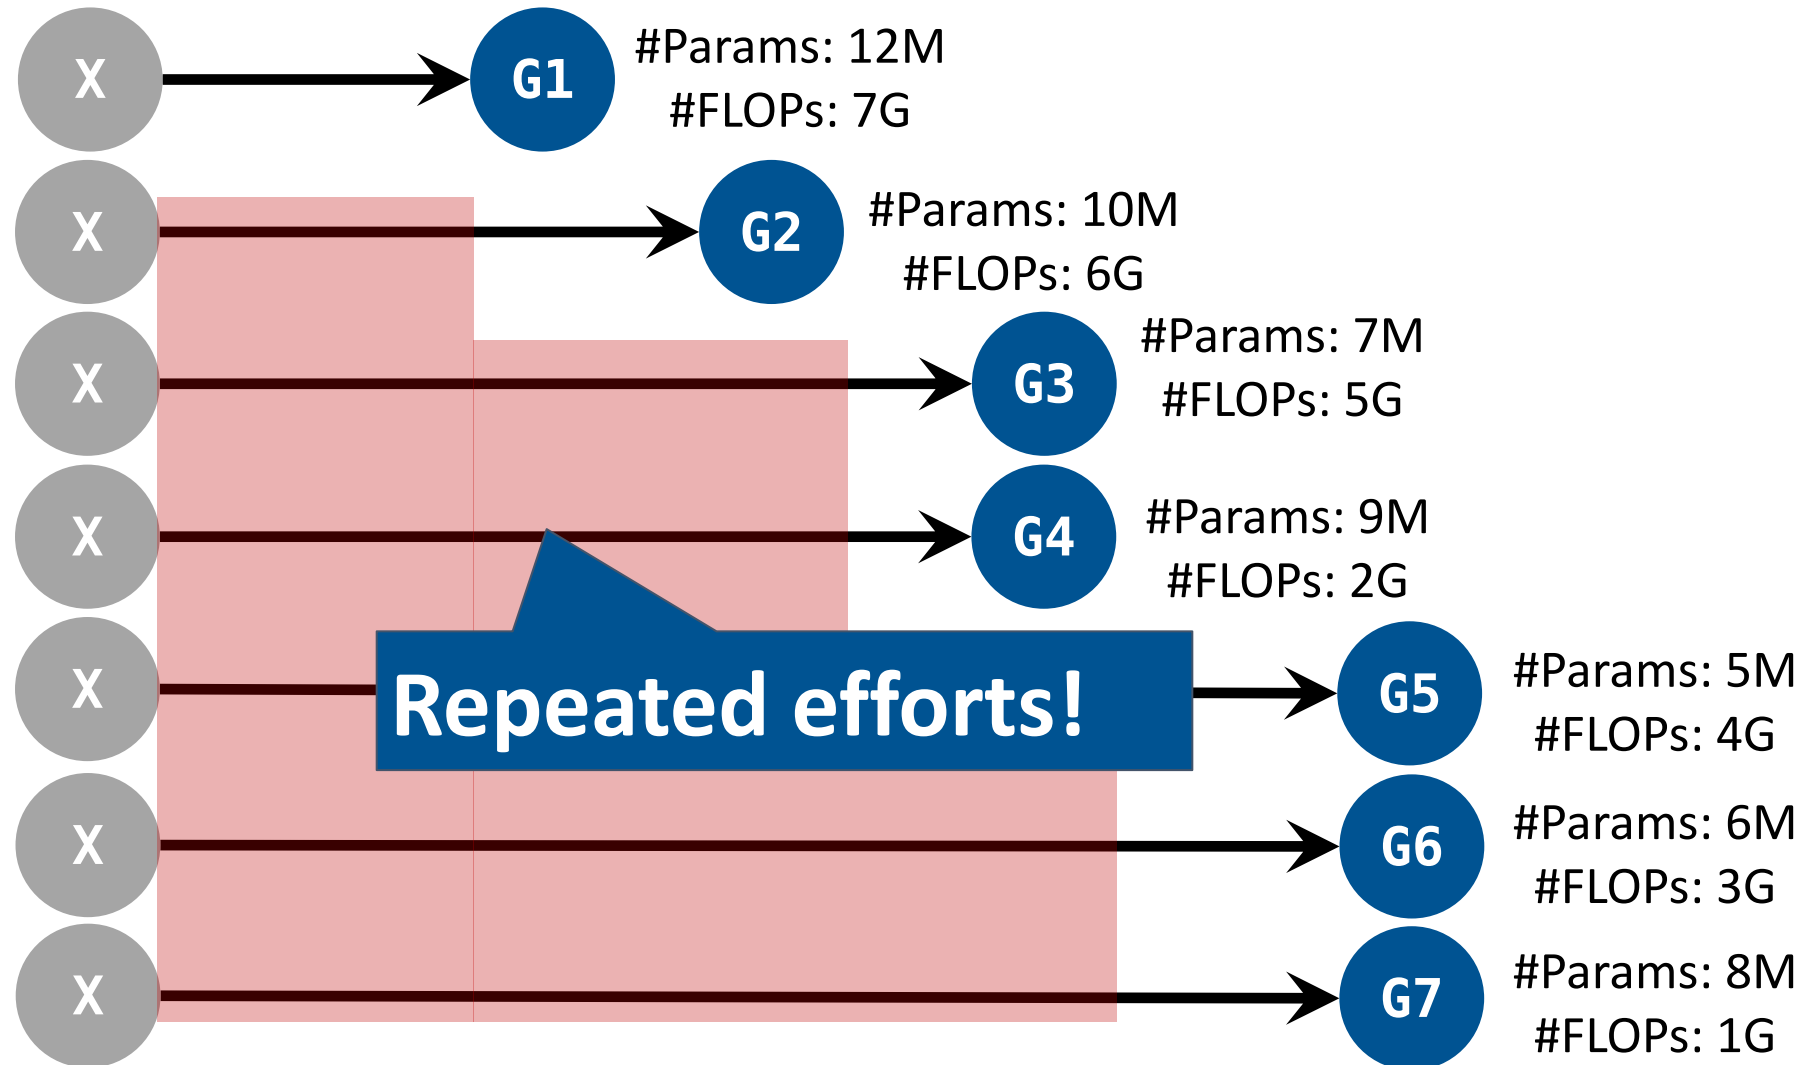 X
G1
#Params: 12M
#FLOPs: 7G
X
G2
#Params: 10M
#FLOPs: 6G
X
G3
#Params: 7M
#FLOPs: 5G
X
G4
#Params: 9M
#FLOPs: 2G
X
Repeated efforts!
G5
#Params: 5M
#FLOPs: 4G
X
G6
#Params: 6M
#FLOPs: 3G
X
G7
#Params: 8M
#FLOPs: 1G